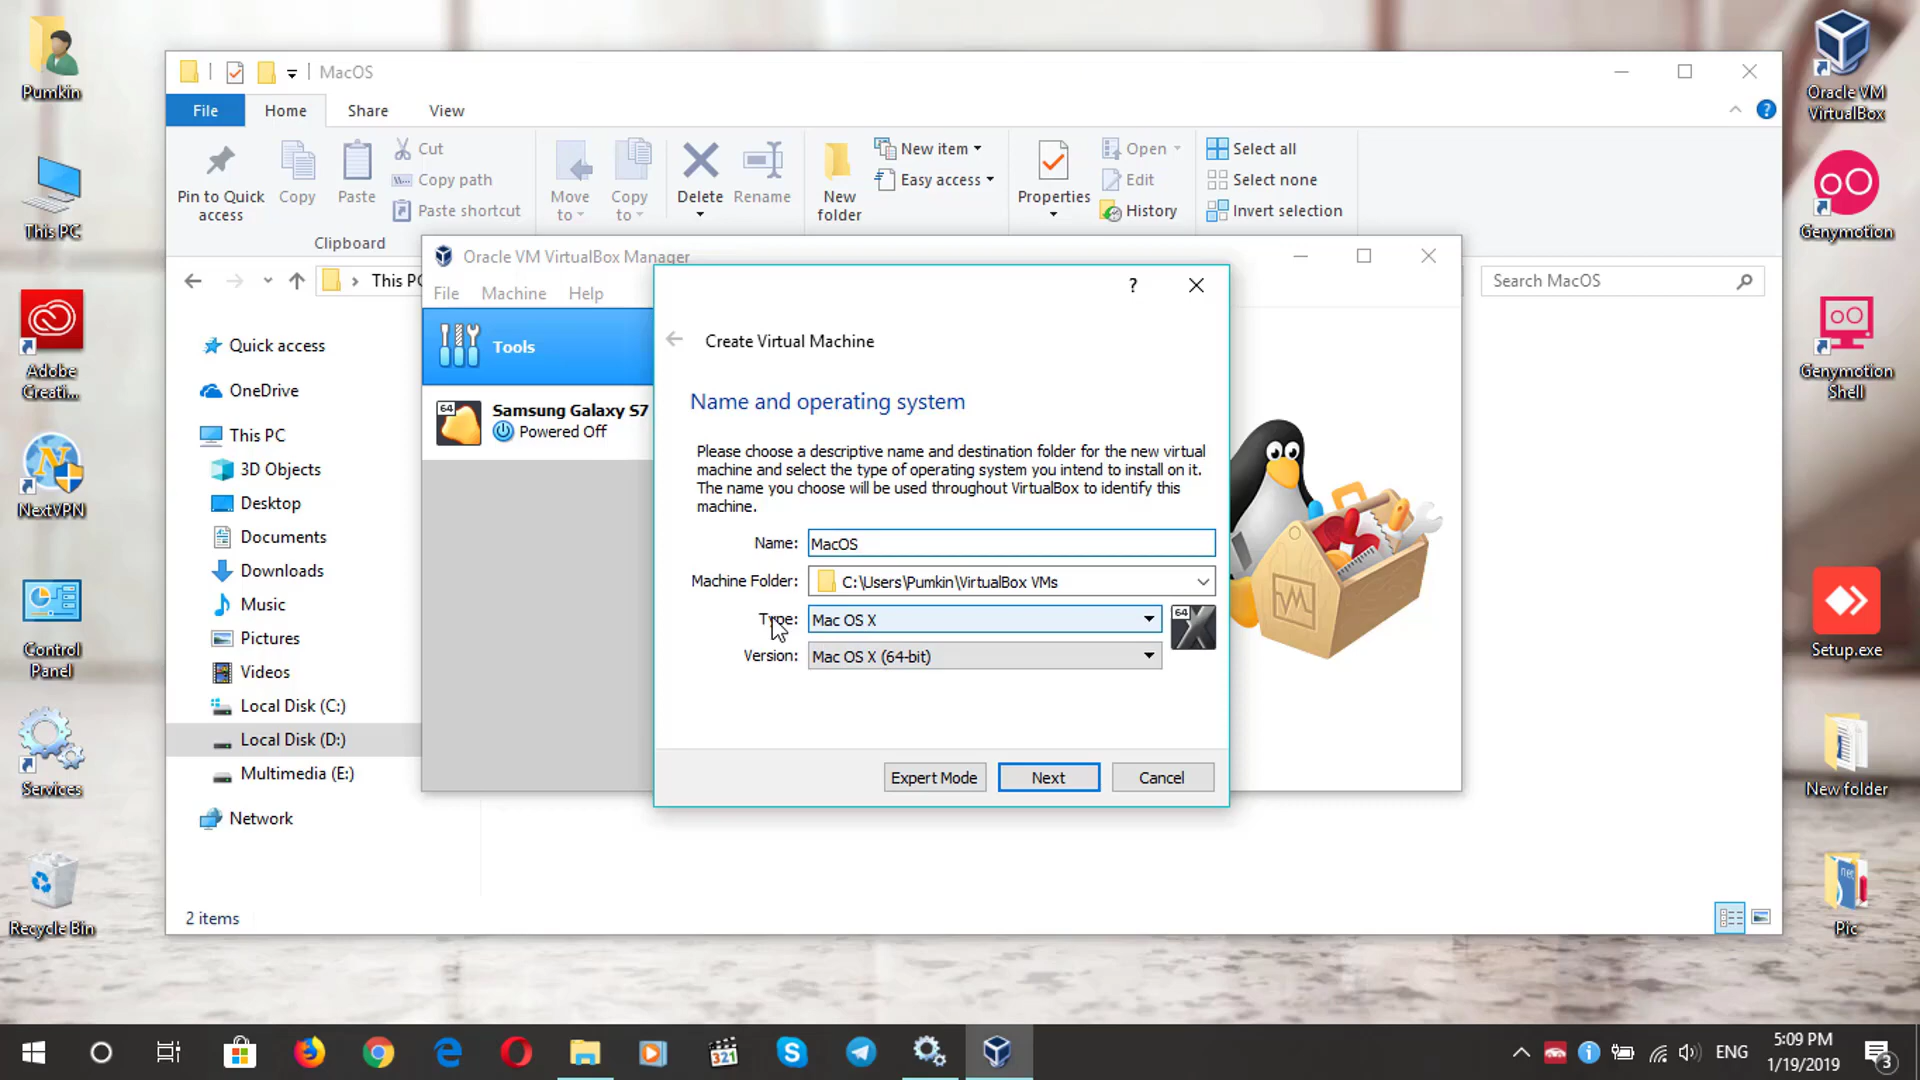 Pumkin
This PC
Adobe
Creati...
NextVPN
Control
Panel
Services
Recycle Bin
MacOS
File
Home
Share
View
Pin to Quick
access
Copy
Paste
Cut
Copy path
Paste shortcut
Clipboard
Move
to
Copy
to
Delete
Rename
New
folder
New item
Easy access
Properties
Open
Edit
History
Select all
Select none
Invert selection
This PC
Search MacOS
Quick access
OneDrive
This PC
3D Objects
Desktop
Documents
Downloads
Music
Pictures
Videos
Local Disk (C:)
Local Disk (D:)
Multimedia (E:)
Network
2 items
Oracle VM VirtualBox Manager
File
Machine
Help
Tools
64
Samsung Galaxy S7
Powered Off
?
Create Virtual Machine
Name and operating system
Please choose a descriptive name and destination folder for the new virtual
machine and select the type of operating system you intend to install on it.
The name you choose will be used throughout VirtualBox to identify this
machine.
Name: MacOS
Machine Folder: C:\Users\Pumkin\VirtualBox VMs
Type: Mac OS X
64
Version: Mac OS X (64-bit)
Expert Mode
Next
Cancel
Oracle VM
VirtualBox
Genymotion
Genymotion
Shell
Setup.exe
New folder
Pic
321
ENG
5:09 PM
1/19/2019
3